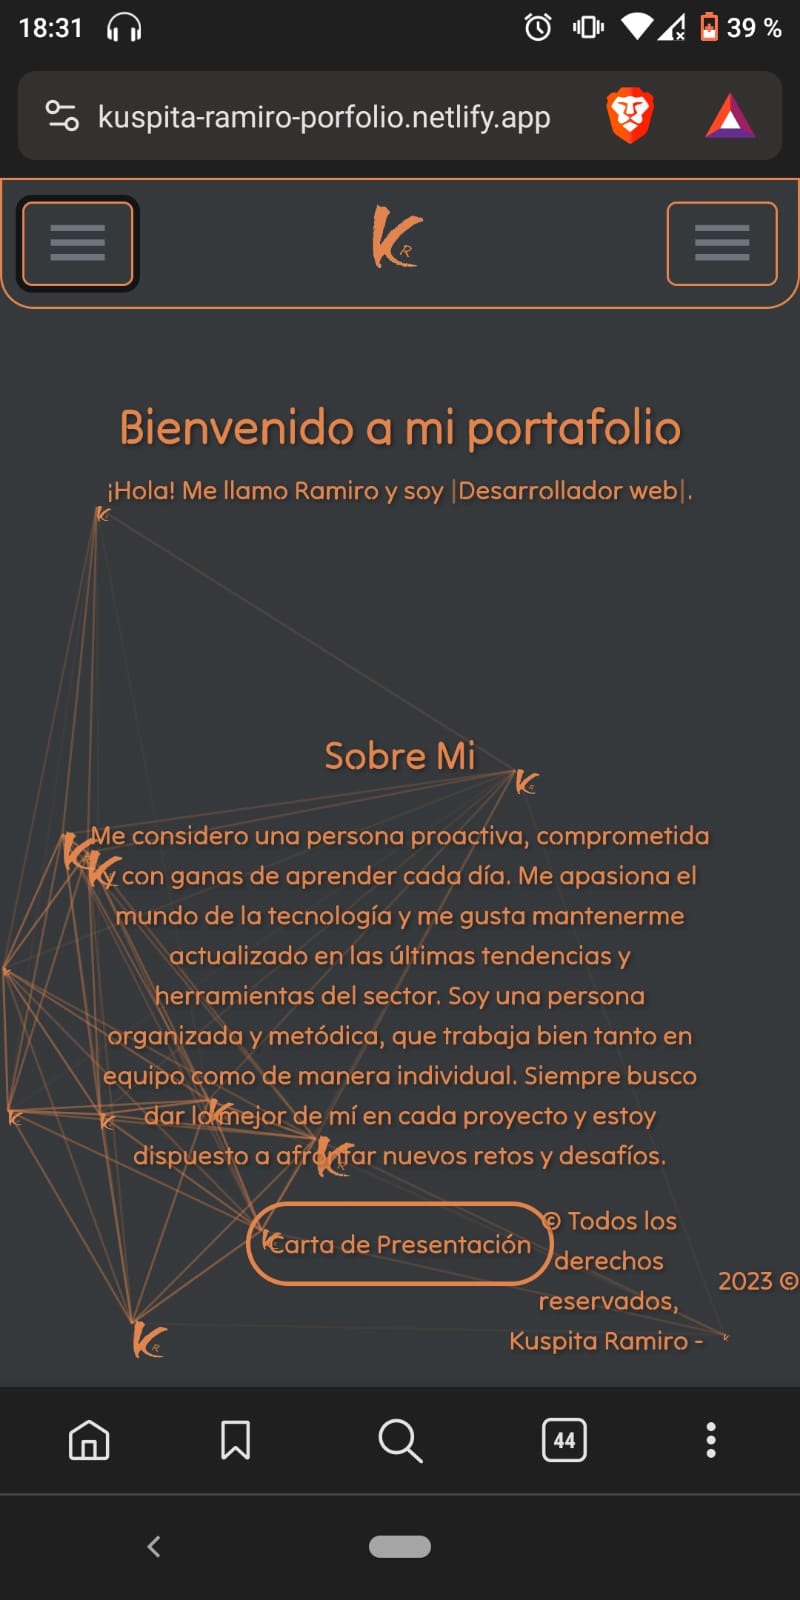 18:31
39 %
kuspita-ramiro-porfolio.netlify.app
KR
Bienvenido a mi portafolio
¡Hola! Me llamo Ramiro y soy |Desarrollador web|.
Sobre Mi
Me considero una persona proactiva, comprometida
y con ganas de aprender cada día. Me apasiona el
mundo de la tecnología y me gusta mantenerme
actualizado en las últimas tendencias y
herramientas del sector. Soy una persona
organizada y metódica, que trabaja bien tanto en
equipo como de manera individual. Siempre busco
dar lo mejor de mí en cada proyecto y estoy
dispuesto a afrontar nuevos retos y desafíos.
Carta de Presentación
© Todos los
derechos
reservados,
Kuspita Ramiro -
2023 ©
44